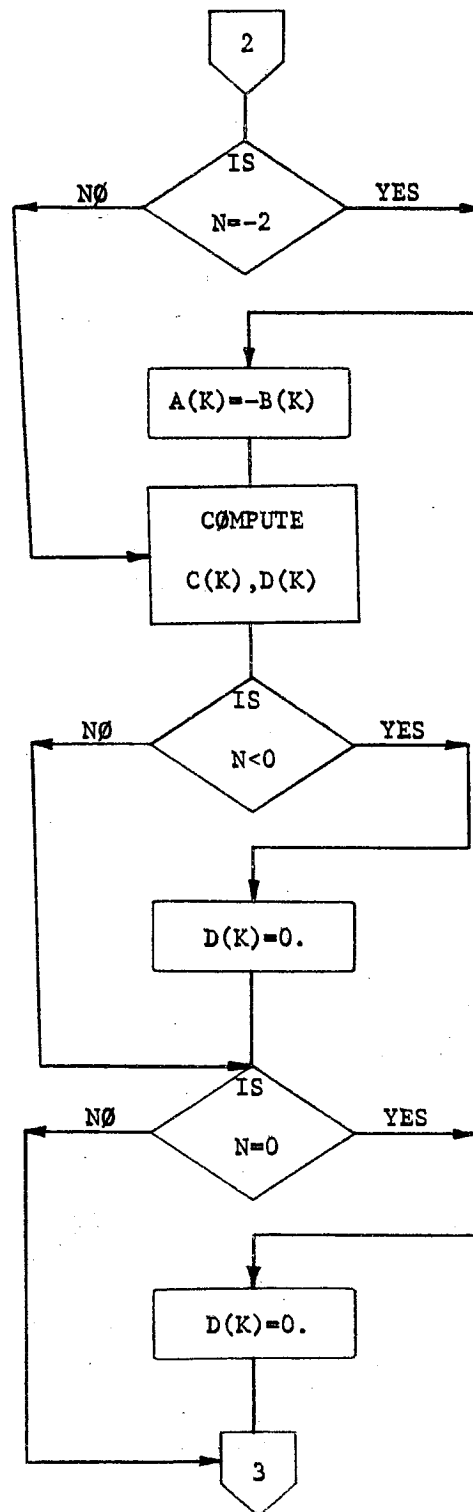 2
IS
NØ
YES
N=-2
A(K)=-B(K)
CØMPUTE
C(K),D(K)
IS
NØ
YES
N<0
D(K)=0.
IS
NØ
YES
N=0
D(K)=0.
3